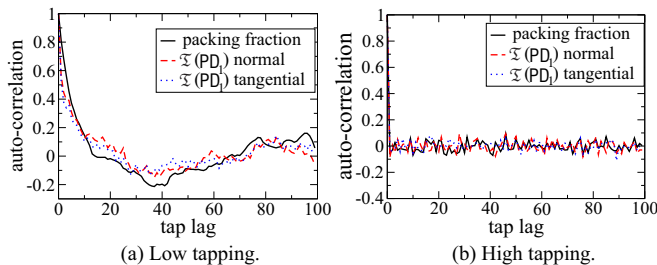 1
0.8
0.6
0.4
0.2
0
-0.2
auto-correlation
packing fraction
𝔗(PD₁) normal
𝔗(PD₁) tangential
0 20 40 60 80 100
tap lag
(a) Low tapping.
1
0.8
0.6
0.4
0.2
0
-0.2
-0.4
auto-correlation
packing fraction
𝔗(PD₁) normal
𝔗(PD₁) tangential
0 20 40 60 80 100
tap lag
(b) High tapping.